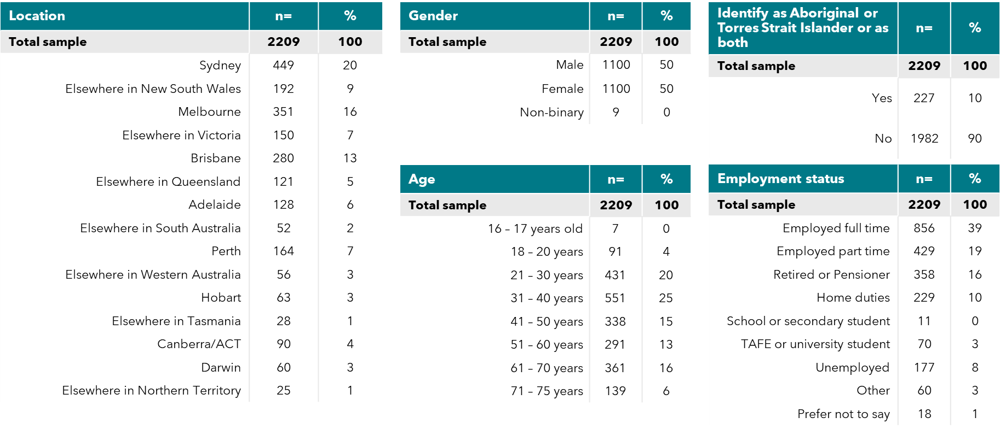 Location n= %
Total sample 2209 100
Sydney 449 20
Elsewhere in New South Wales 192 9
Melbourne 351 16
Elsewhere in Victoria 150 7
Brisbane 280 13
Elsewhere in Queensland 121 5
Adelaide 128 6
Elsewhere in South Australia 52 2
Perth 164 7
Elsewhere in Western Australia 56 3
Hobart 63 3
Elsewhere in Tasmania 28 1
Canberra/ACT 90 4
Darwin 60 3
Elsewhere in Northern Territory 25 1
Gender n= %
Total sample 2209 100
Male 1100 50
Female 1100 50
Non-binary 9 0
Age n= %
Total sample 2209 100
16 – 17 years old 7 0
18 – 20 years 91 4
21 – 30 years 431 20
31 – 40 years 551 25
41 – 50 years 338 15
51 – 60 years 291 13
61 – 70 years 361 16
71 – 75 years 139 6
Identify as Aboriginal or
Torres Strait Islander or as n= %
both
Total sample 2209 100
Yes 227 10
No 1982 90
Employment status n= %
Total sample 2209 100
Employed full time 856 39
Employed part time 429 19
Retired or Pensioner 358 16
Home duties 229 10
School or secondary student 11 0
TAFE or university student 70 3
Unemployed 177 8
Other 60 3
Prefer not to say 18 1